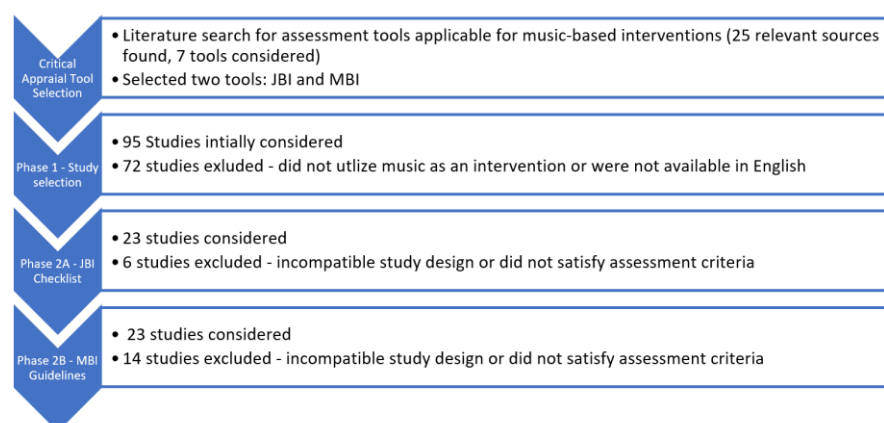 Critical
Appraial Tool
Selection
• Literature search for assessment tools applicable for music-based interventions (25 relevant sources
found, 7 tools considered)
• Selected two tools: JBI and MBI
Phase 1 - Study
selection
• 95 Studies intially considered
• 72 studies exluded - did not utlize music as an intervention or were not available in English
Phase 2A - JBI
Checklist
• 23 studies considered
• 6 studies excluded - incompatible study design or did not satisfy assessment criteria
Phase 2B - MBI
Guidelines
• 23 studies considered
• 14 studies excluded - incompatible study design or did not satisfy assessment criteria